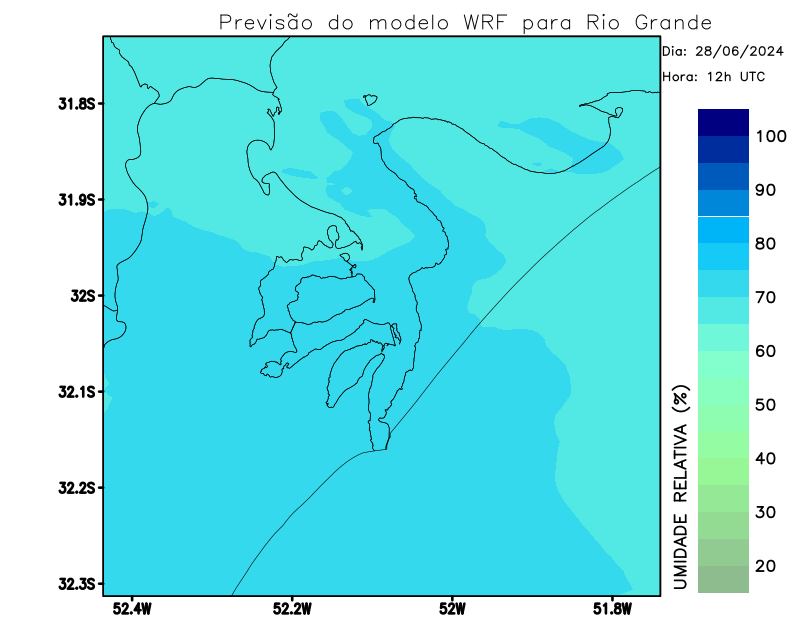 Previsão do modelo WRF para Rio Grande
Dia: 28/06/2024
Hora: 12h UTC
31.8S
31.9S
32S
32.1S
32.2S
32.3S
52.4W
52.2W
52W
51.8W
100
90
80
70
60
50
40
30
20
UMIDADE RELATIVA (%)